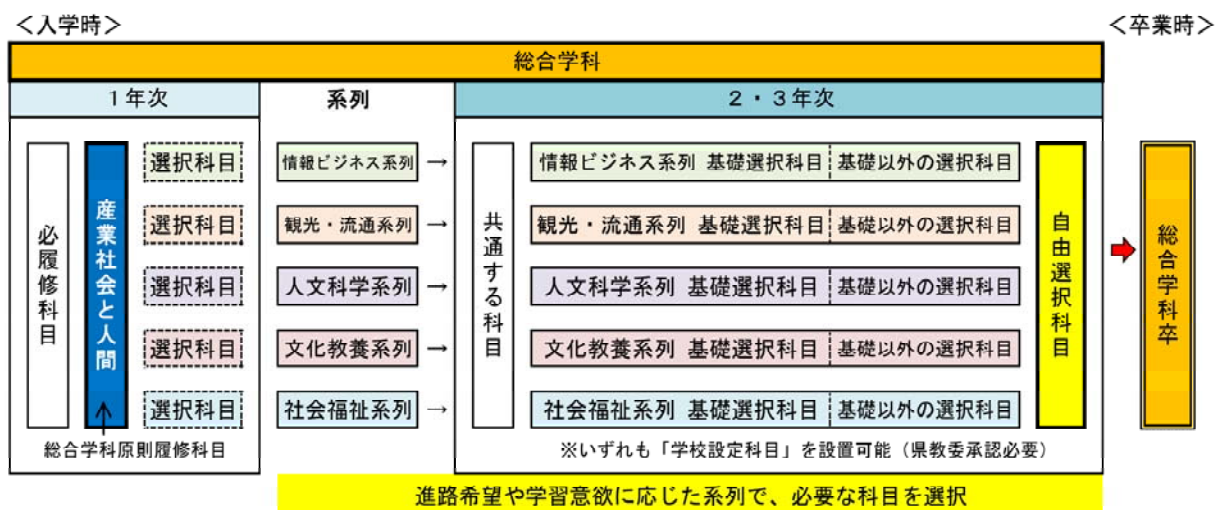 ＜入学時＞
＜卒業時＞
総合学科
１年次
系列
２・３年次
必履修科目
産業社会と人間
選択科目
選択科目
選択科目
選択科目
選択科目
総合学科原則履修科目
情報ビジネス系列 →
観光・流通系列 →
人文科学系列 →
文化教養系列 →
社会福祉系列 →
共通する科目
情報ビジネス系列 基礎選択科目 基礎以外の選択科目
観光・流通系列 基礎選択科目 基礎以外の選択科目
人文科学系列 基礎選択科目 基礎以外の選択科目
文化教養系列 基礎選択科目 基礎以外の選択科目
社会福祉系列 基礎選択科目 基礎以外の選択科目
自由選択科目
※いずれも「学校設定科目」を設置可能（県教委承認必要）
総合学科卒
進路希望や学習意欲に応じた系列で、必要な科目を選択